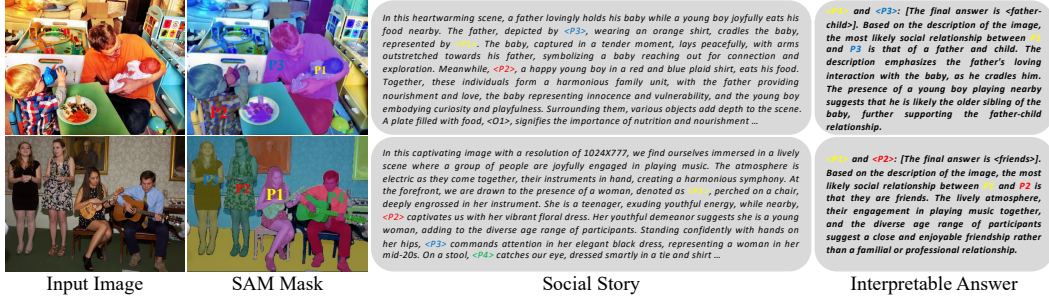 In this heartwarming scene, a father lovingly holds his baby while a young boy joyfully eats his
food nearby. The father, depicted by <P3>, wearing an orange shirt, cradles the baby,
represented by <P1>. The baby, captured in a tender moment, lays peacefully, with arms
outstretched towards his father, symbolizing a baby reaching out for connection and
exploration. Meanwhile, <P2>, a happy young boy in a red and blue plaid shirt, eats his food.
Together, these individuals form a harmonious family unit, with the father providing
nourishment and love, the baby representing innocence and vulnerability, and the young boy
embodying curiosity and playfulness. Surrounding them, various objects add depth to the scene.
A plate filled with food, <O1>, signifies the importance of nutrition and nourishment ...
<P1> and <P3>: [The final answer is <father-
child>]. Based on the description of the image,
the most likely social relationship between P1
and P3 is that of a father and child. The
description emphasizes the father's loving
interaction with the baby, as he cradles him.
The presence of a young boy playing nearby
suggests that he is likely the older sibling of the
baby, further supporting the father-child
relationship.
P3
P1
P2
In this captivating image with a resolution of 1024X777, we find ourselves immersed in a lively
scene where a group of people are joyfully engaged in playing music. The atmosphere is
electric as they come together, their instruments in hand, creating a harmonious symphony. At
the forefront, we are drawn to the presence of a woman, denoted as <P1>, perched on a chair,
deeply engrossed in her instrument. She is a teenager, exuding youthful energy, while nearby,
<P2> captivates us with her vibrant floral dress. Her youthful demeanor suggests she is a young
woman, adding to the diverse age range of participants. Standing confidently with hands on
her hips, <P3> commands attention in her elegant black dress, representing a woman in her
mid-20s. On a stool, <P4> catches our eye, dressed smartly in a tie and shirt ...
<P1> and <P2>: [The final answer is <friends>].
Based on the description of the image, the most
likely social relationship between P1 and P2 is
that they are friends. The lively atmosphere,
their engagement in playing music together,
and the diverse age range of participants
suggest a close and enjoyable friendship rather
than a familial or professional relationship.
P3
P2
P1
P4
Input Image
SAM Mask
Social Story
Interpretable Answer